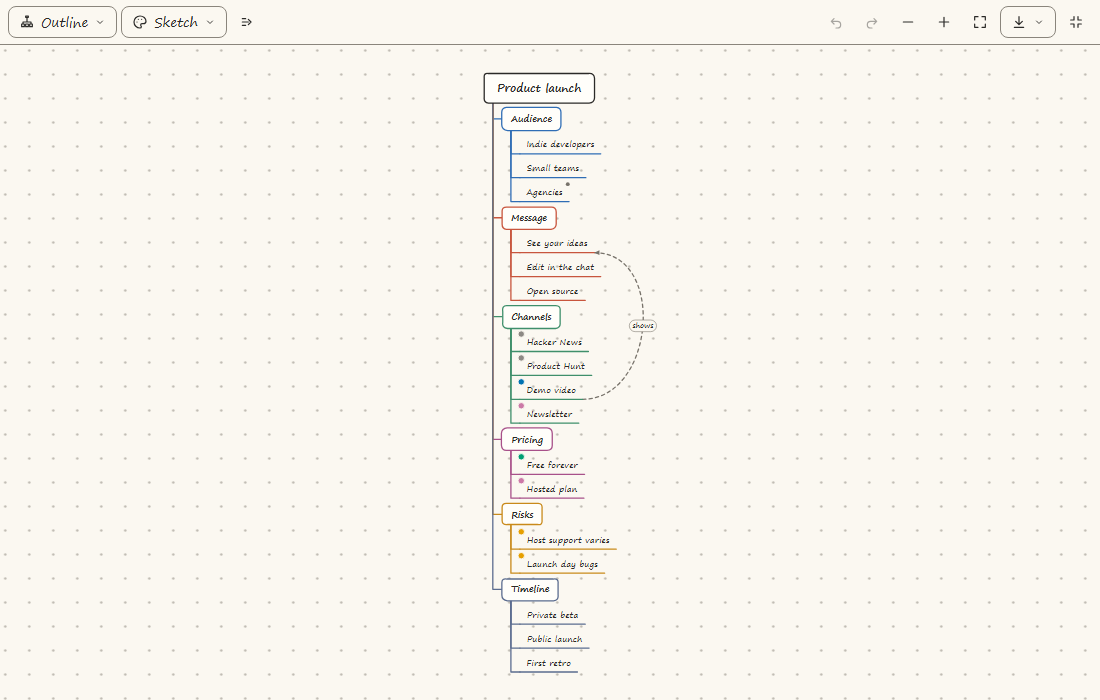 Outline
Sketch
Product launch
Audience
Indie developers
Small teams
Agencies
Message
See your ideas
Edit in the chat
Open source
shows
Channels
Hacker News
Product Hunt
Demo video
Newsletter
Pricing
Free forever
Hosted plan
Risks
Host support varies
Launch day bugs
Timeline
Private beta
Public launch
First retro